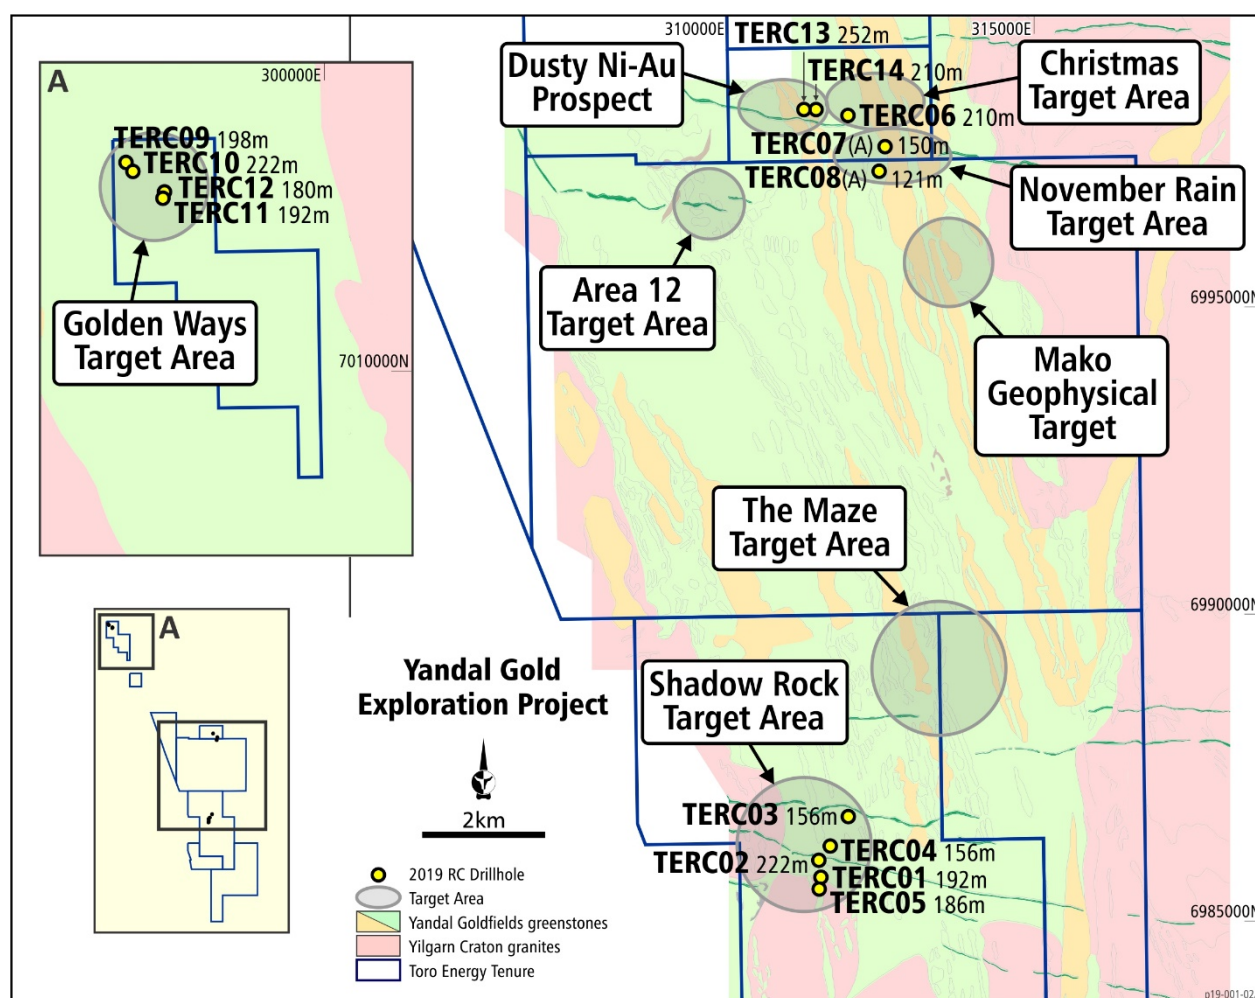 A
300000E
TERC09 198m
TERC10 222m
TERC12 180m
TERC11 192m
Golden Ways
Target Area
7010000N
310000E
315000E
TERC13 252m
TERC14 210m
Dusty Ni-Au
Prospect
Christmas
Target Area
TERC06 210m
TERC07(A) 150m
TERC08(A) 121m
November Rain
Target Area
Area 12
Target Area
6995000N
Mako
Geophysical
Target
The Maze
Target Area
6990000N
A
Yandal Gold
Exploration Project
2km
Shadow Rock
Target Area
TERC03 156m
TERC04 156m
TERC02 222m
TERC01 192m
TERC05 186m
6985000N
2019 RC Drillhole
Target Area
Yandal Goldfields greenstones
Yilgarn Craton granites
Toro Energy Tenure
p19-001-02